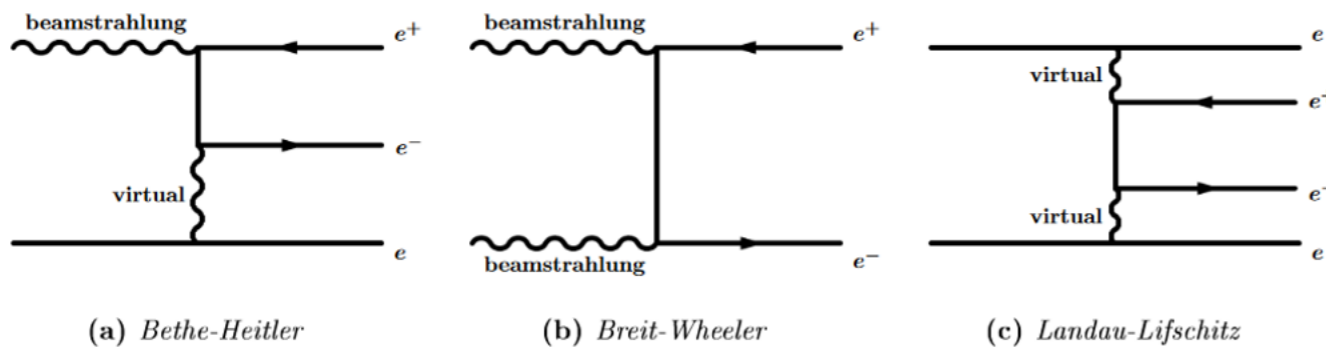 beamstrahlung
e⁺
e⁻
virtual
e
(a) Bethe-Heitler
beamstrahlung
e⁺
beamstrahlung
e⁻
(b) Breit-Wheeler
e
virtual
e
e
virtual
e
(c) Landau-Lifschitz